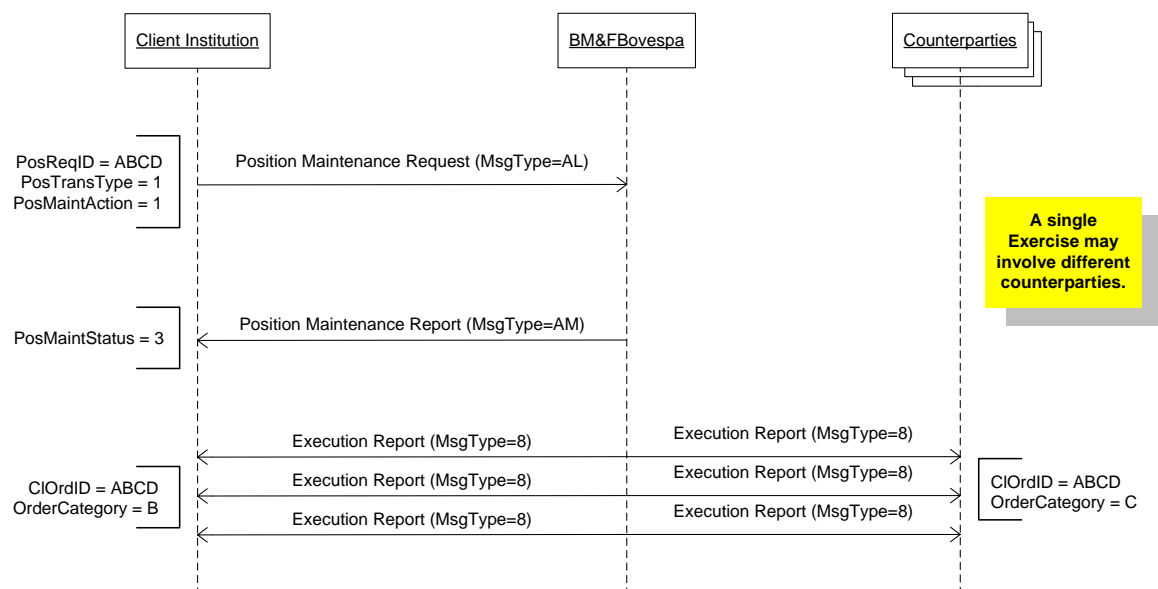 Client Institution
BM&FBovespa
Counterparties
PosReqID = ABCD
PosTransType = 1
PosMaintAction = 1
Position Maintenance Request (MsgType=AL)
A single
Exercise may
involve different
counterparties.
PosMaintStatus = 3
Position Maintenance Report (MsgType=AM)
Execution Report (MsgType=8)
Execution Report (MsgType=8)
Execution Report (MsgType=8)
Execution Report (MsgType=8)
Execution Report (MsgType=8)
Execution Report (MsgType=8)
ClOrdID = ABCD
OrderCategory = B
ClOrdID = ABCD
OrderCategory = C